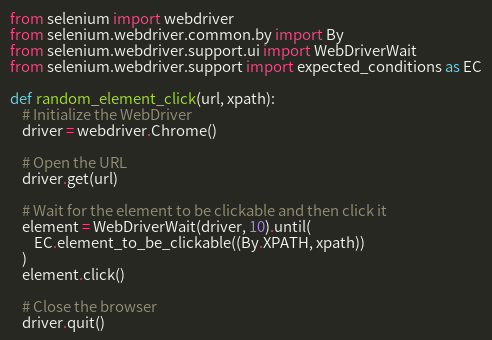 from selenium import webdriver
from selenium.webdriver.common.by import By
from selenium.webdriver.support.ui import WebDriverWait
from selenium.webdriver.support import expected_conditions as EC

def random_element_click(url, xpath):
    # Initialize the WebDriver
    driver = webdriver.Chrome()

    # Open the URL
    driver.get(url)

    # Wait for the element to be clickable and then click it
    element = WebDriverWait(driver, 10).until(
        EC.element_to_be_clickable((By.XPATH, xpath))
    )
    element.click()

    # Close the browser
    driver.quit()